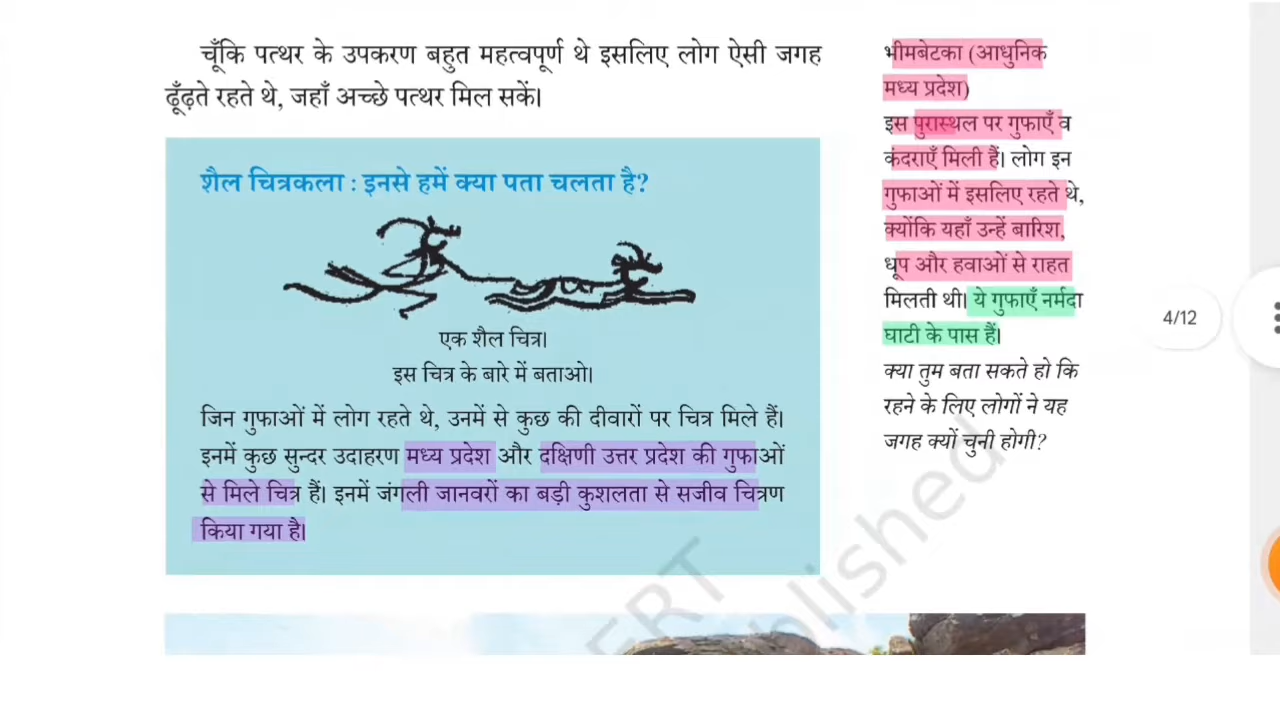 चूँकि पत्थर के उपकरण बहुत महत्वपूर्ण थे इसलिए लोग ऐसी जगह
ढूँढ़ते रहते थे, जहाँ अच्छे पत्थर मिल सकें।
शैल चित्रकला : इनसे हमें क्या पता चलता है?
एक शैल चित्र।
इस चित्र के बारे में बताओ।
जिन गुफाओं में लोग रहते थे, उनमें से कुछ की दीवारों पर चित्र मिले हैं।
इनमें कुछ सुन्दर उदाहरण मध्य प्रदेश और दक्षिणी उत्तर प्रदेश की गुफाओं
से मिले चित्र हैं। इनमें जंगली जानवरों का बड़ी कुशलता से सजीव चित्रण
किया गया है।
भीमबेटका (आधुनिक
मध्य प्रदेश)
इस पुरास्थल पर गुफाएँ व
कंदराएँ मिली हैं। लोग इन
गुफाओं में इसलिए रहते थे,
क्योंकि यहाँ उन्हें बारिश,
धूप और हवाओं से राहत
मिलती थी। ये गुफाएँ नर्मदा
घाटी के पास हैं।
क्या तुम बता सकते हो कि
रहने के लिए लोगों ने यह
जगह क्यों चुनी होगी?
4/12